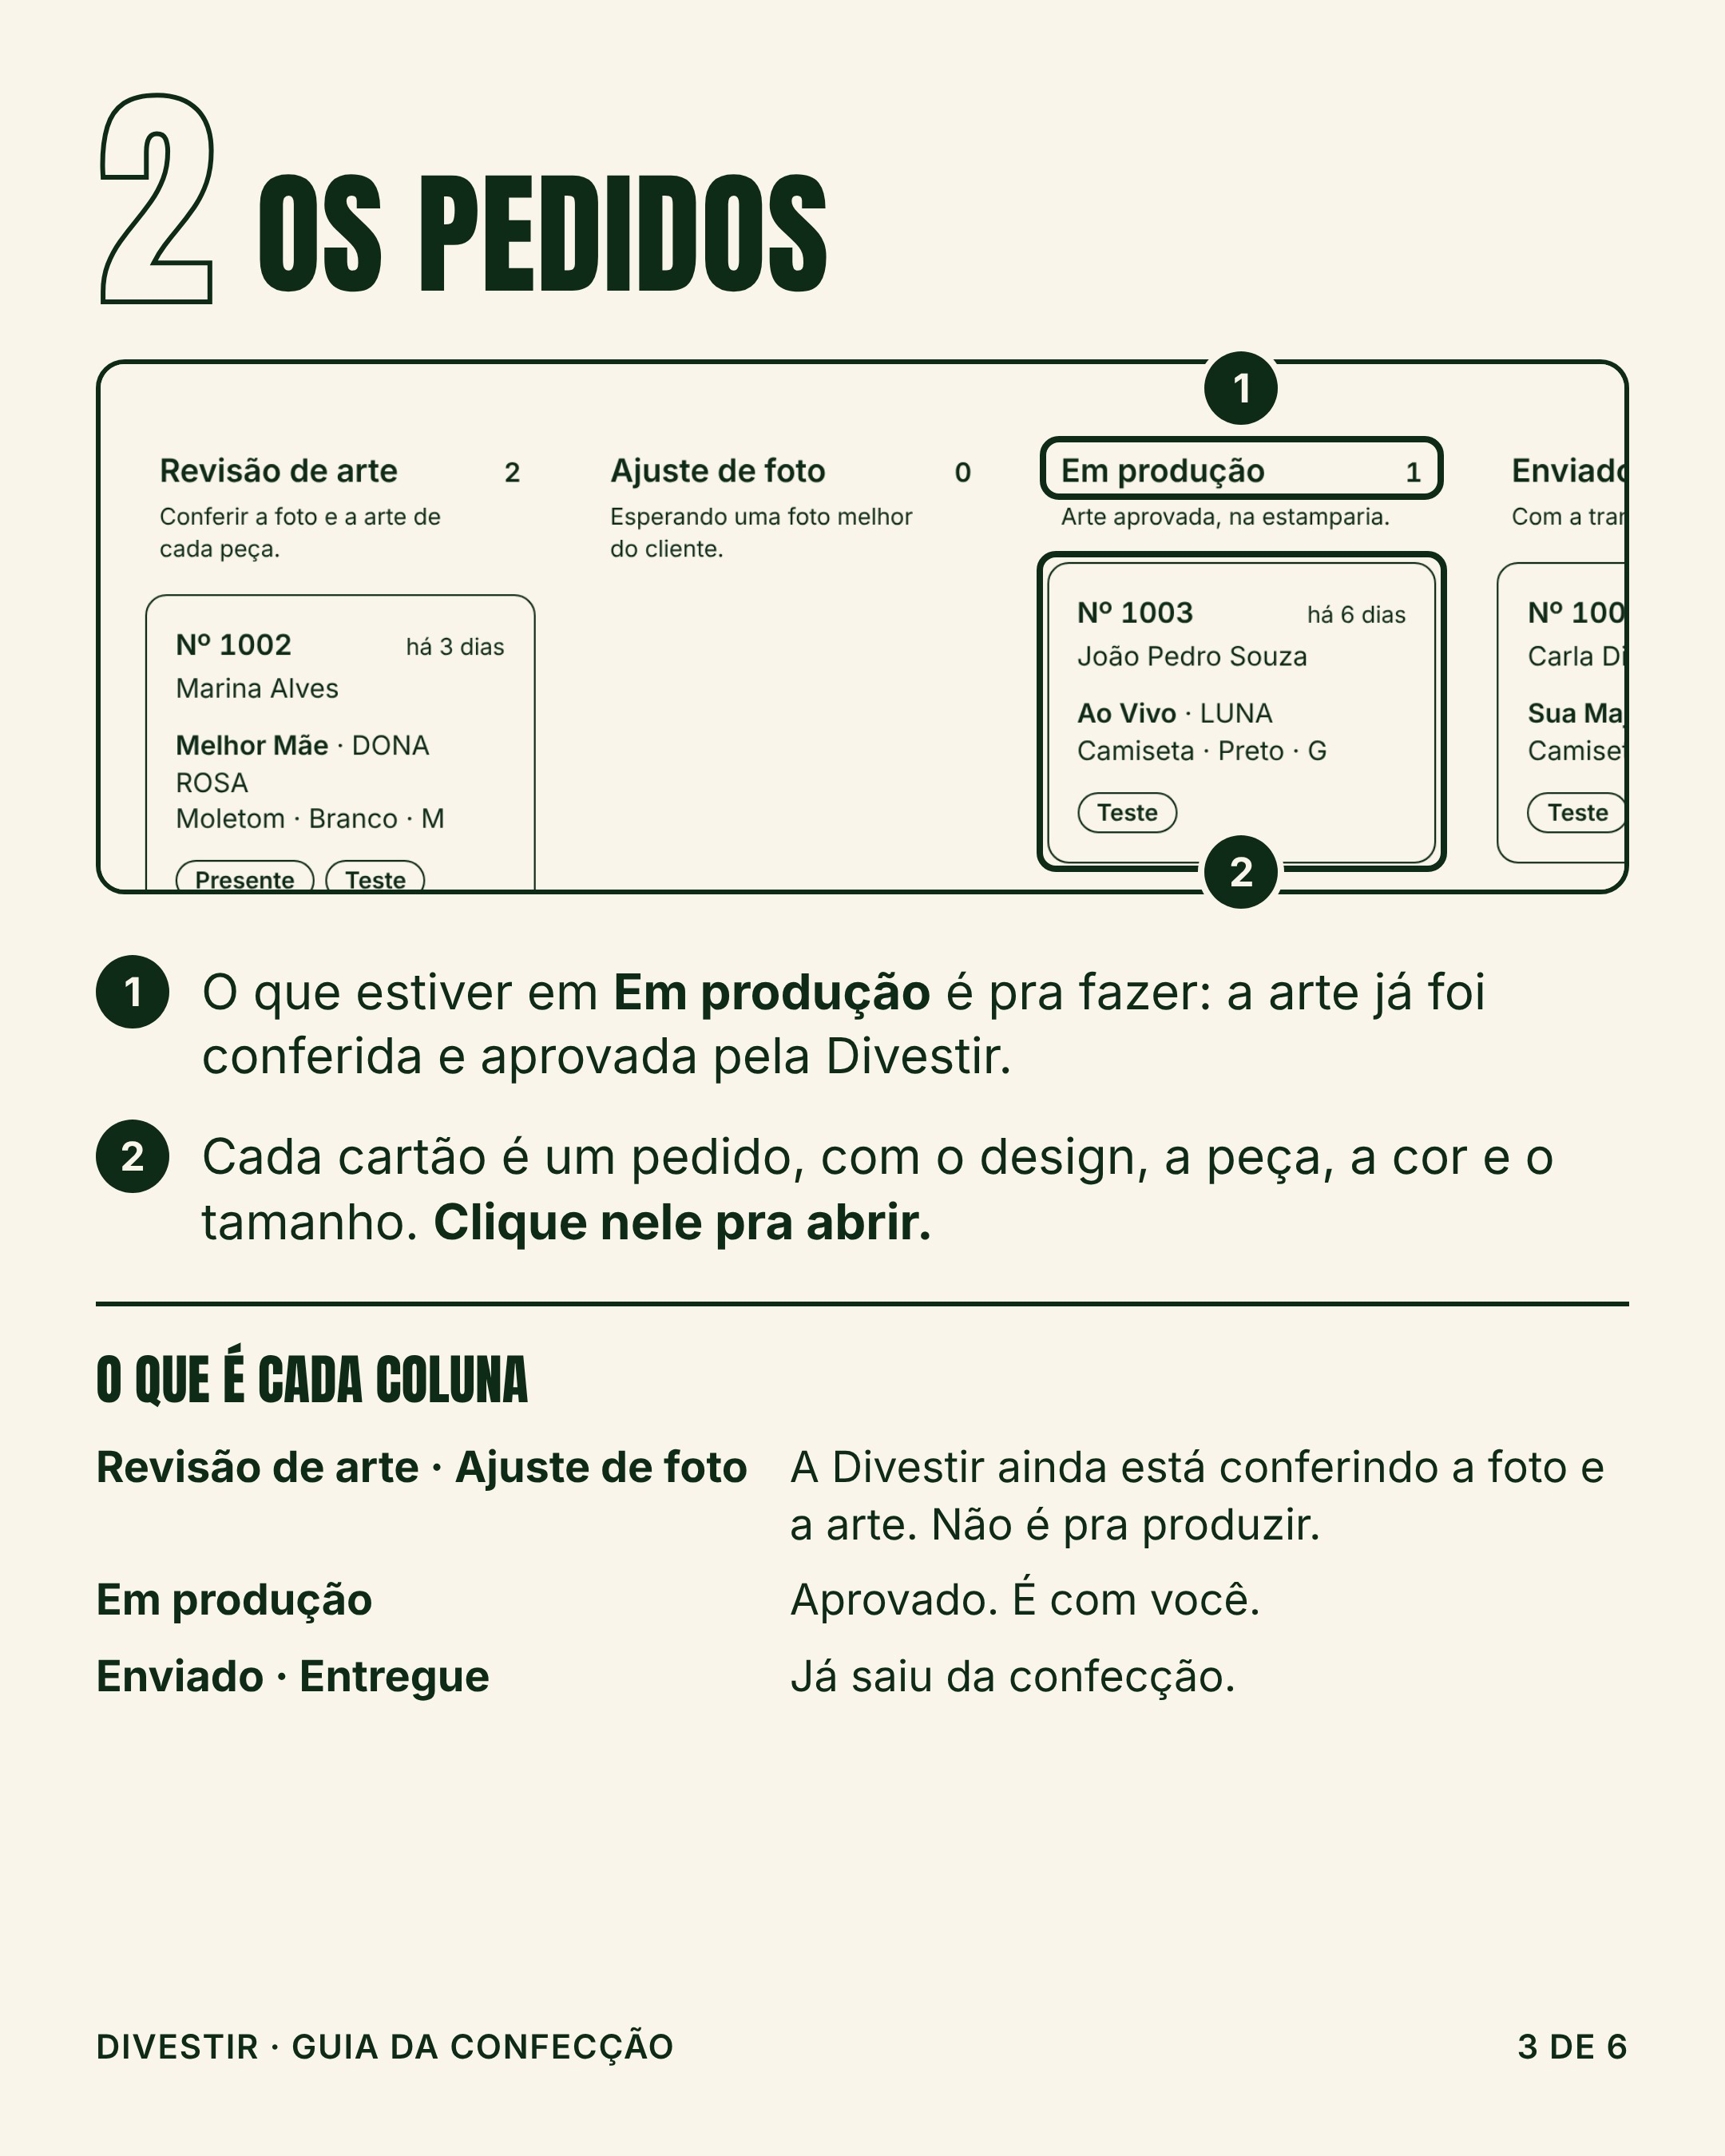 2 OS PEDIDOS
1
Revisão de arte 2
Conferir a foto e a arte de
cada peça.
Nº 1002 há 3 dias
Marina Alves
Melhor Mãe · DONA
ROSA
Moletom · Branco · M
Presente Teste
Ajuste de foto 0
Esperando uma foto melhor
do cliente.
Em produção 1
Arte aprovada, na estamparia.
Nº 1003 há 6 dias
João Pedro Souza
Ao Vivo · LUNA
Camiseta · Preto · G
Teste
2
Enviado
Com a
Nº 100
Carla
Sua
Teste
1 O que estiver em Em produção é pra fazer: a arte já foi
conferida e aprovada pela Divestir.
2 Cada cartão é um pedido, com o design, a peça, a cor e o
tamanho. Clique nele pra abrir.
O QUE É CADA COLUNA
Revisão de arte · Ajuste de foto A Divestir ainda está conferindo a foto e
a arte. Não é pra produzir.
Em produção Aprovado. É com você.
Enviado · Entregue Já saiu da confecção.
DIVESTIR · GUIA DA CONFECÇÃO 3 DE 6